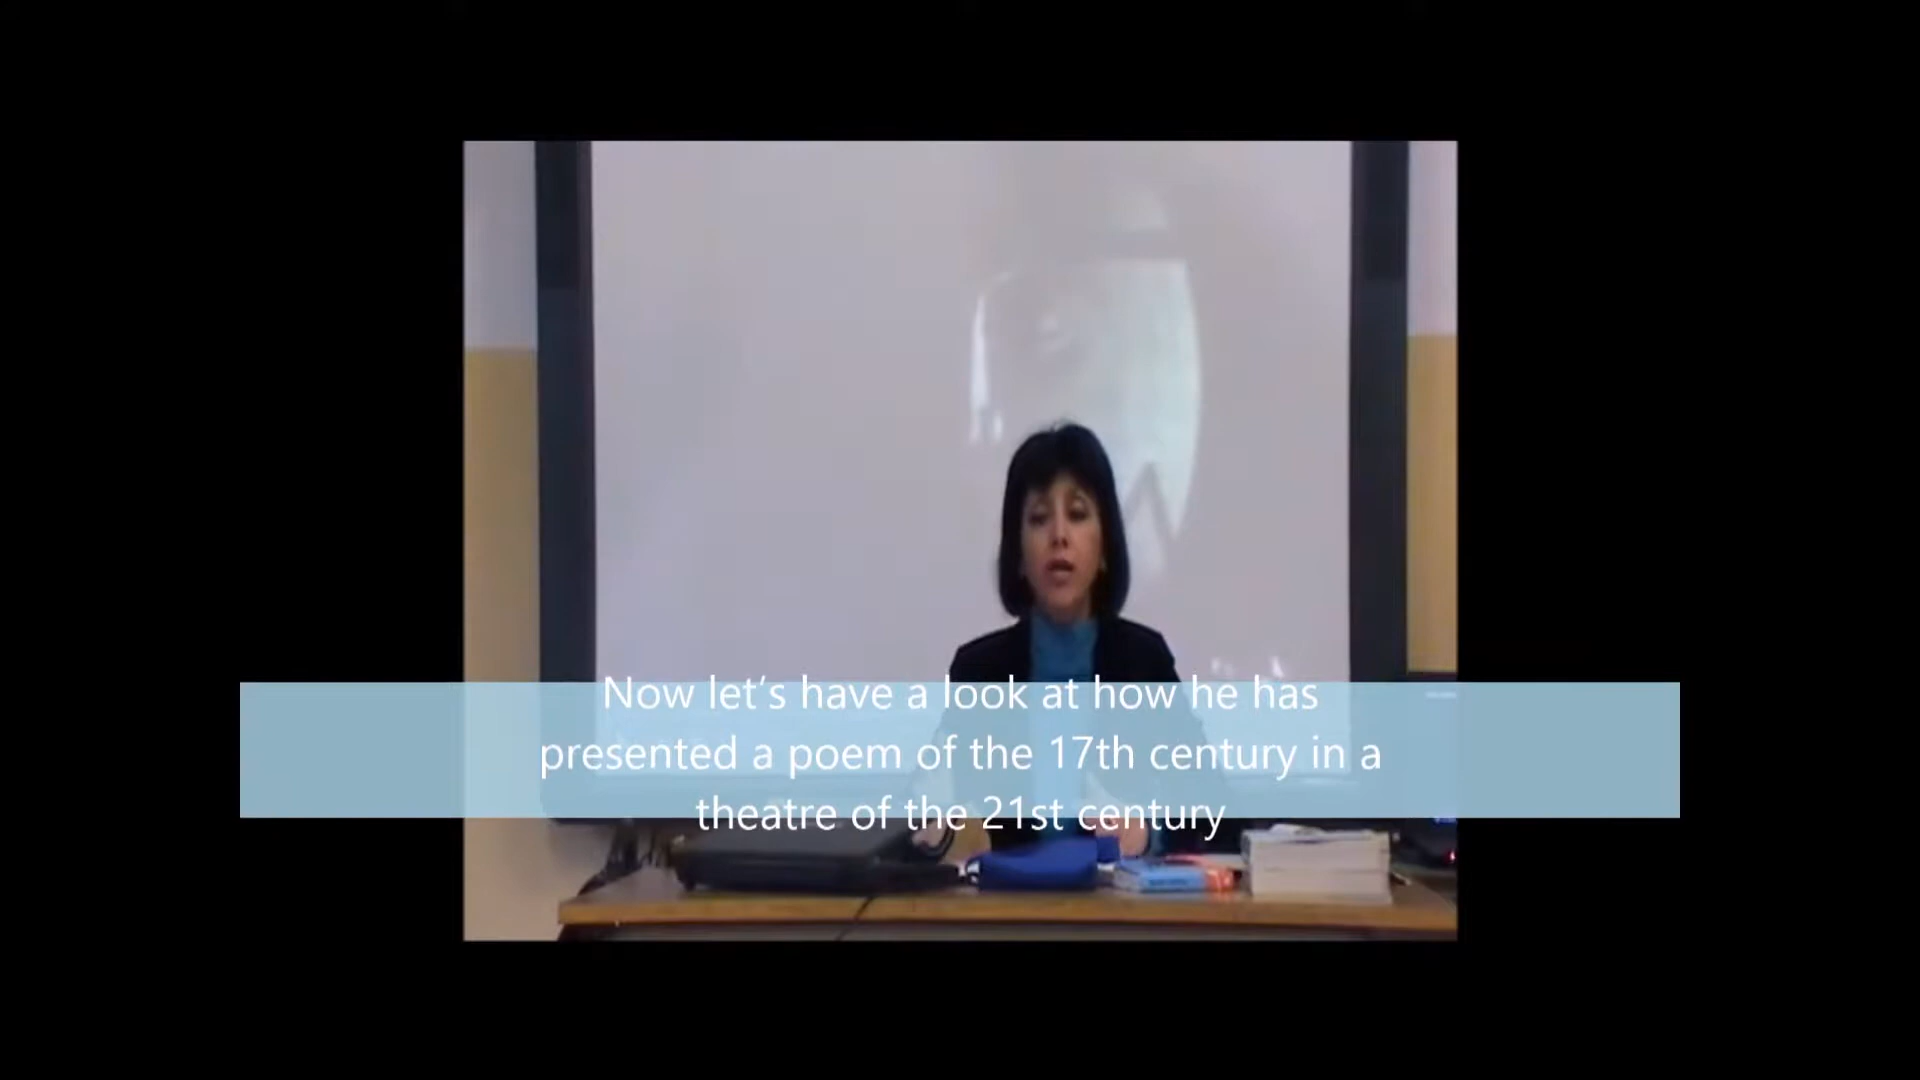 Now let's have a look at how he has
presented a poem of the 17th century in a
theatre of the 21st century